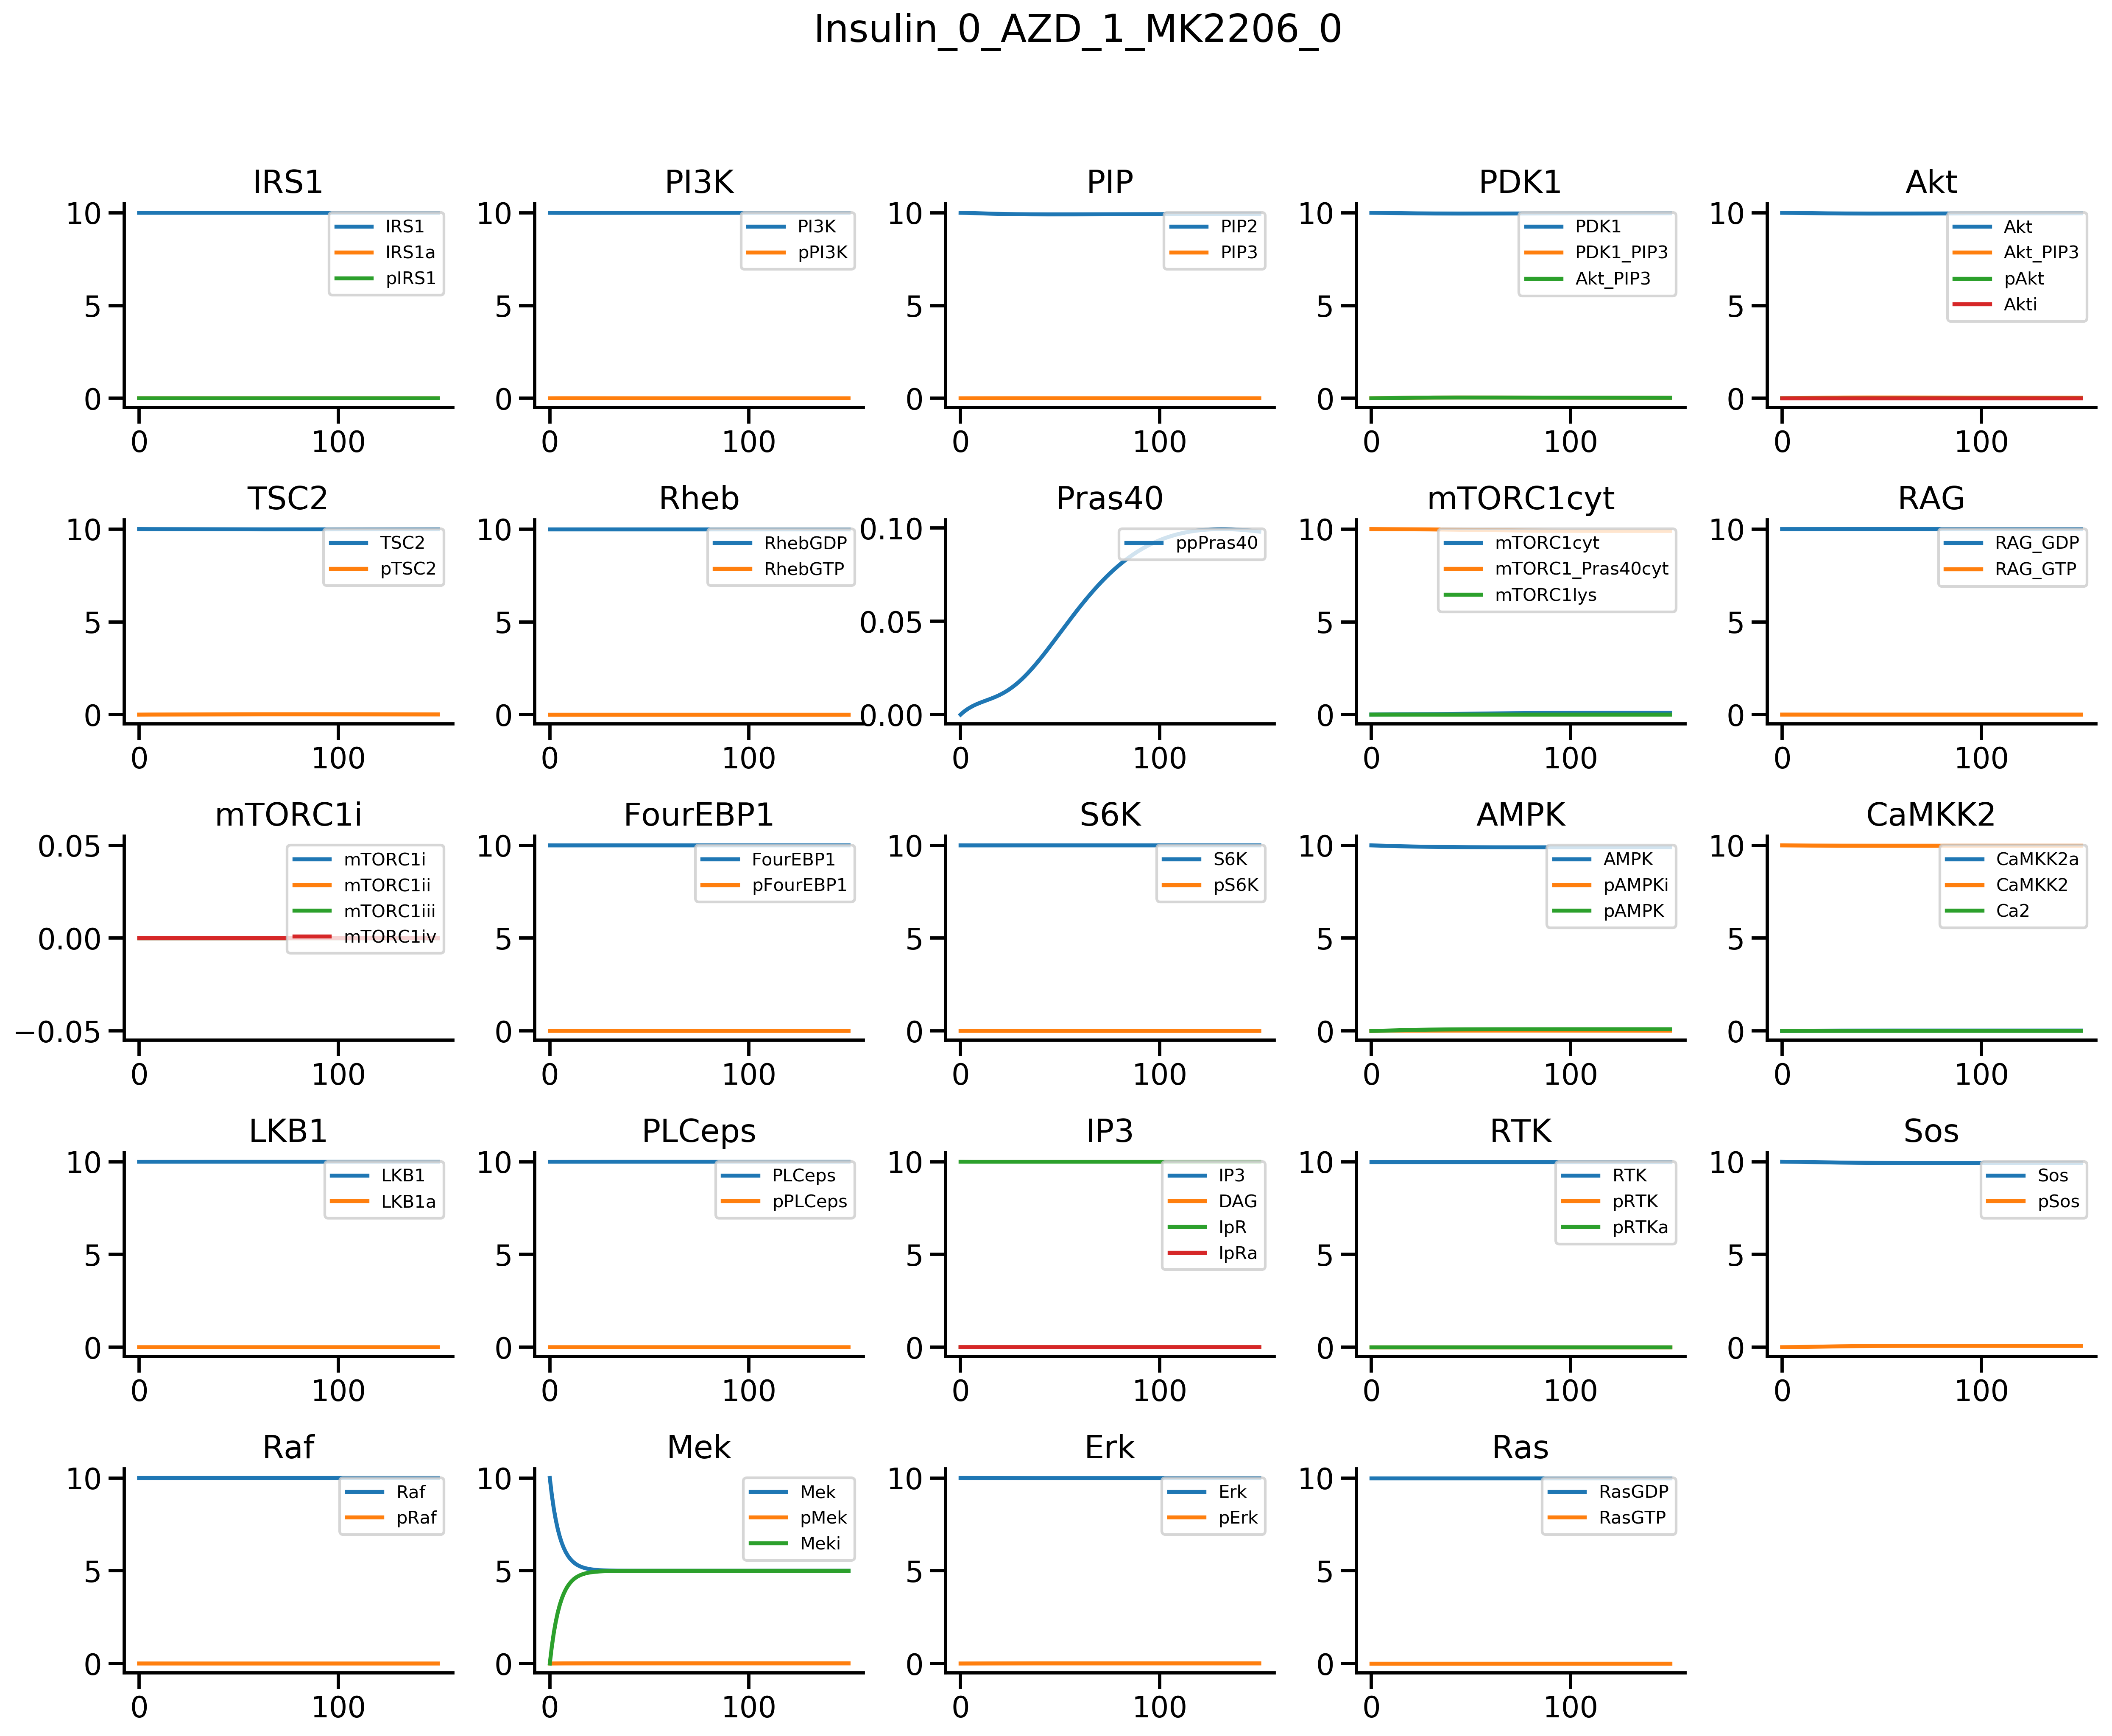 Insulin_0_AZD_1_MK2206_0
IRS1
10
5
0
0
100
IRS1
IRS1a
pIRS1
PI3K
10
5
0
0
100
PI3K
pPI3K
PIP
10
5
0
0
100
PIP2
PIP3
PDK1
10
5
0
0
100
PDK1
PDK1_PIP3
Akt_PIP3
Akt
10
5
0
0
100
Akt
Akt_PIP3
pAkt
Akti
TSC2
10
5
0
0
100
TSC2
pTSC2
Rheb
10
5
0
0
100
RhebGDP
RhebGTP
Pras40
0.10
0.05
0.00
0
100
ppPras40
mTORC1cyt
10
5
0
0
100
mTORC1cyt
mTORC1_Pras40cyt
mTORC1lys
RAG
10
5
0
0
100
RAG_GDP
RAG_GTP
mTORC1i
0.05
0.00
−0.05
0
100
mTORC1i
mTORC1ii
mTORC1iii
mTORC1iv
FourEBP1
10
5
0
0
100
FourEBP1
pFourEBP1
S6K
10
5
0
0
100
S6K
pS6K
AMPK
10
5
0
0
100
AMPK
pAMPKi
pAMPK
CaMKK2
10
5
0
0
100
CaMKK2a
CaMKK2
Ca2
LKB1
10
5
0
0
100
LKB1
LKB1a
PLCeps
10
5
0
0
100
PLCeps
pPLCeps
IP3
10
5
0
0
100
IP3
DAG
IpR
IpRa
RTK
10
5
0
0
100
RTK
pRTK
pRTKa
Sos
10
5
0
0
100
Sos
pSos
Raf
10
5
0
0
100
Raf
pRaf
Mek
10
5
0
0
100
Mek
pMek
Meki
Erk
10
5
0
0
100
Erk
pErk
Ras
10
5
0
0
100
RasGDP
RasGTP